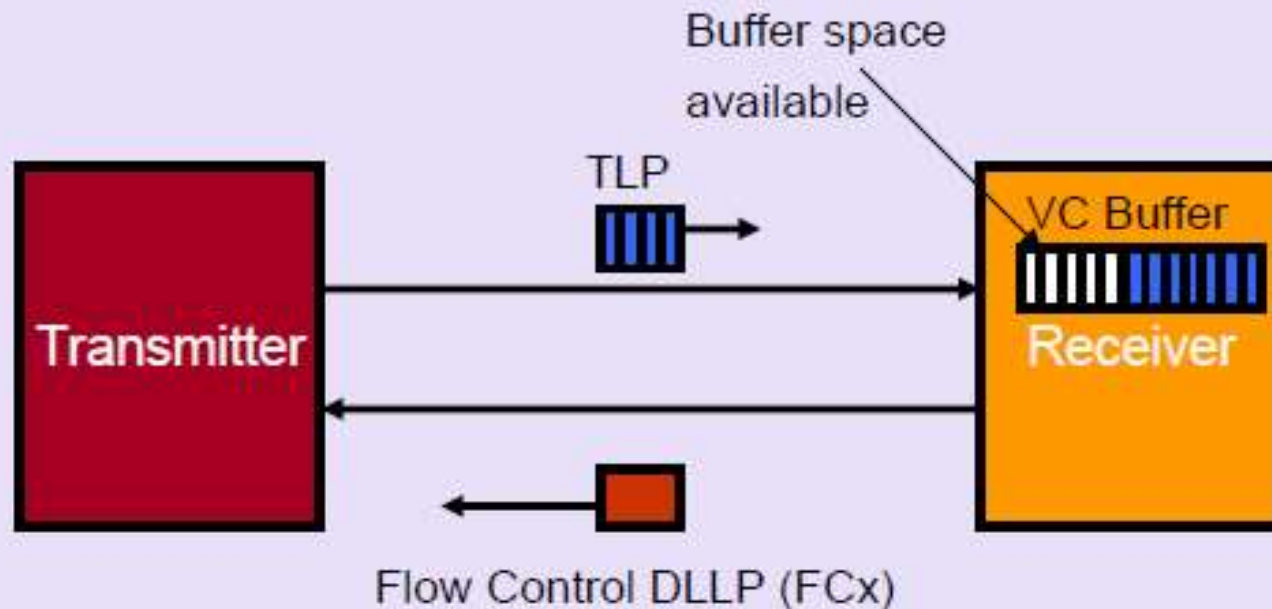 Buffer space
available
TLP
VC Buffer
Transmitter
Receiver
Flow Control DLLP (FCx)